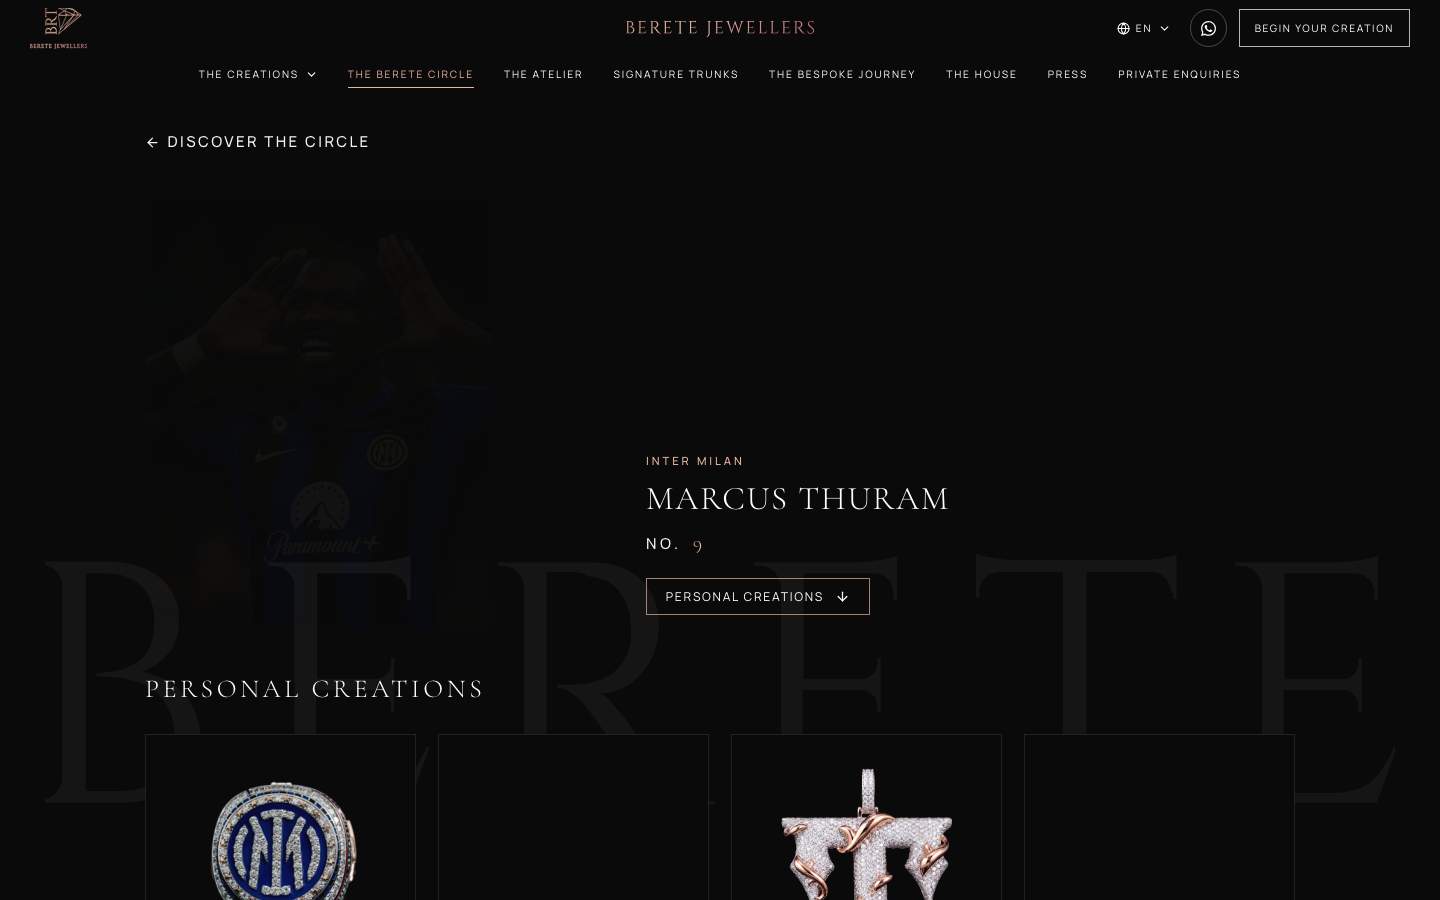 BRT
BERETE JEWELLERS
BERETE JEWELLERS
EN
BEGIN YOUR CREATION
THE CREATIONS
THE BERETE CIRCLE
THE ATELIER
SIGNATURE TRUNKS
THE BESPOKE JOURNEY
THE HOUSE
PRESS
PRIVATE ENQUIRIES
← DISCOVER THE CIRCLE
Paramount+
INTER MILAN
MARCUS THURAM
NO. 9
PERSONAL CREATIONS ↓
BERETE
PERSONAL CREATIONS